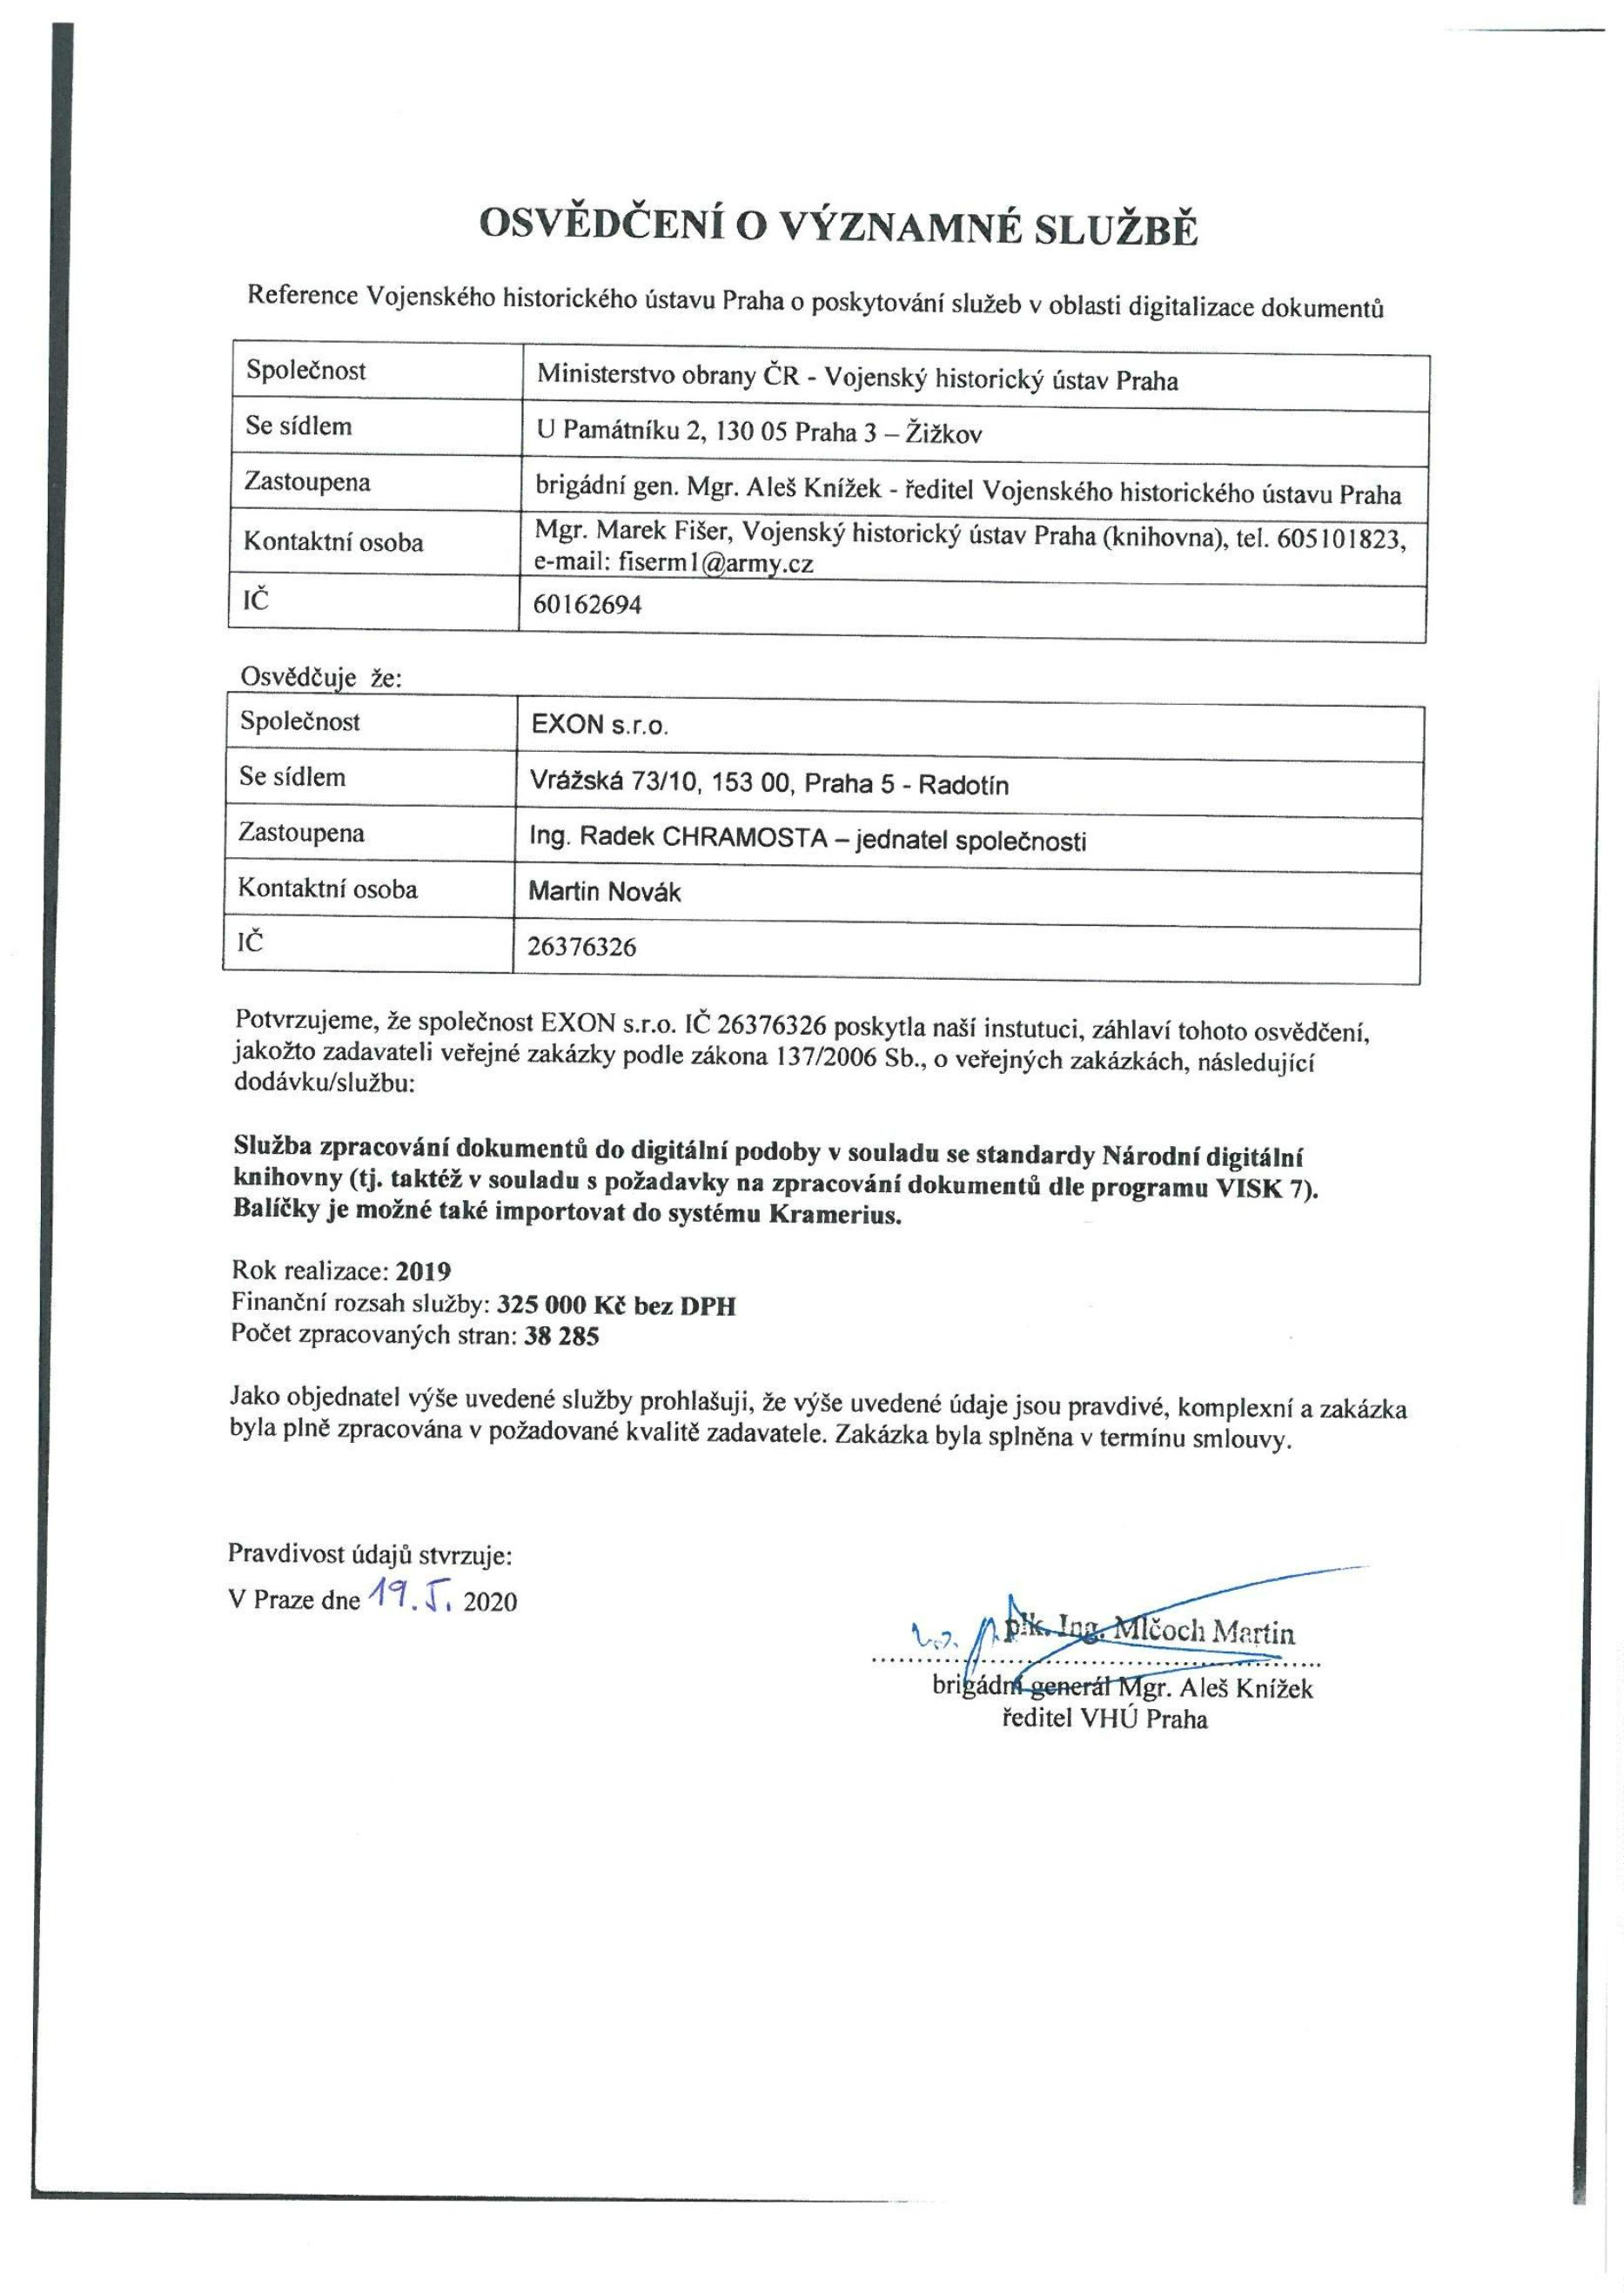 OSVĚDČENÍ O VÝZNAMNÉ SLUŽBĚ
Reference Vojenského historického ústavu Praha o poskytování služeb v oblasti digitalizace dokumentů
Společnost Ministerstvo obrany ČR - Vojenský historický ústav Praha
Se sídlem U Památníku 2, 130 05 Praha 3 – Žižkov
Zastoupena brigádní gen. Mgr. Aleš Knížek - ředitel Vojenského historického ústavu Praha
Kontaktní osoba Mgr. Marek Fišer, Vojenský historický ústav Praha (knihovna), tel. 605101823,
e-mail: fiserm1@army.cz
IČ 60162694
Osvědčuje že:
Společnost EXON s.r.o.
Se sídlem Vrážská 73/10, 153 00, Praha 5 - Radotín
Zastoupena Ing. Radek CHRAMOSTA – jednatel společnosti
Kontaktní osoba Martin Novák
IČ 26376326
Potvrzujeme, že společnost EXON s.r.o. IČ 26376326 poskytla naší instutuci, záhlaví tohoto osvědčení,
jakožto zadavateli veřejné zakázky podle zákona 137/2006 Sb., o veřejných zakázkách, následující
dodávku/službu:
Služba zpracování dokumentů do digitální podoby v souladu se standardy Národní digitální
knihovny (tj. taktéž v souladu s požadavky na zpracování dokumentů dle programu VISK 7).
Balíčky je možné také importovat do systému Kramerius.
Rok realizace: 2019
Finanční rozsah služby: 325 000 Kč bez DPH
Počet zpracovaných stran: 38 285
Jako objednatel výše uvedené služby prohlašuji, že výše uvedené údaje jsou pravdivé, komplexní a zakázka
byla plně zpracována v požadované kvalitě zadavatele. Zakázka byla splněna v termínu smlouvy.
Pravdivost údajů stvrzuje:
V Praze dne 19. I. 2020
plk. Ing. Mlčoch Martin
brigádní generál Mgr. Aleš Knížek
ředitel VHÚ Praha